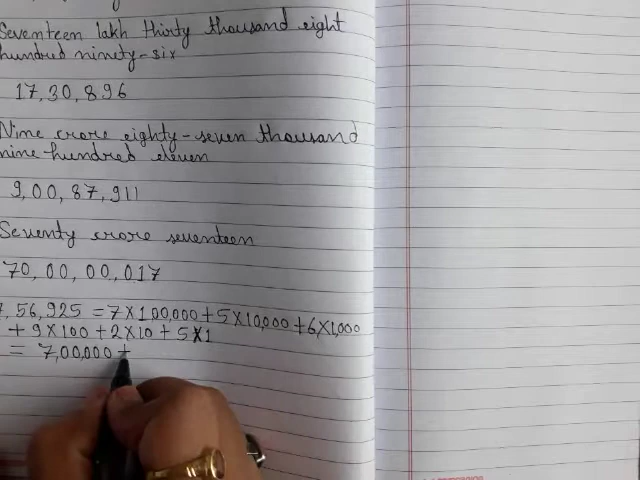 Seventeen lakh thirty thousand eight
hundred ninety-six
17,30,896
Nine crore eighty-seven thousand
nine hundred eleven
9,00,87,911
Seventy crore seventeen
70,00,00,017
7,56,925 = 7×100,000 + 5×10,000 + 6×1,000
+ 9×100 + 2×10 + 5×1
= 7,00,000 +